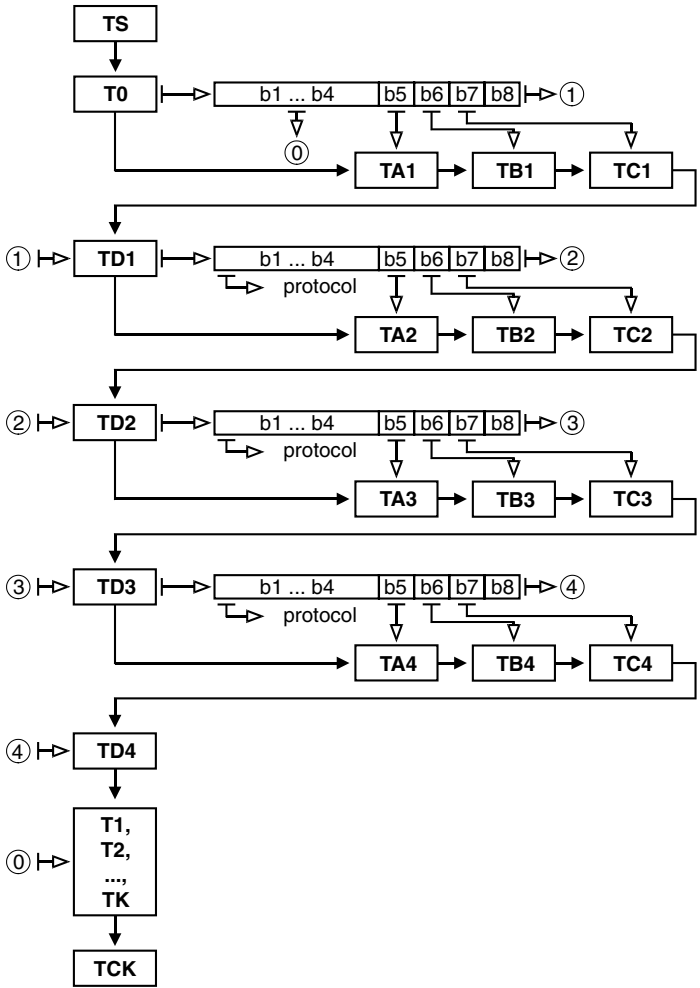 TS
T0 b1 ... b4 b5 b6 b7 b8 1
0
TA1 TB1 TC1
1 TD1 b1 ... b4 b5 b6 b7 b8 2
protocol
TA2 TB2 TC2
2 TD2 b1 ... b4 b5 b6 b7 b8 3
protocol
TA3 TB3 TC3
3 TD3 b1 ... b4 b5 b6 b7 b8 4
protocol
TA4 TB4 TC4
4 TD4
T1,
T2,
0
...,
TK
TCK